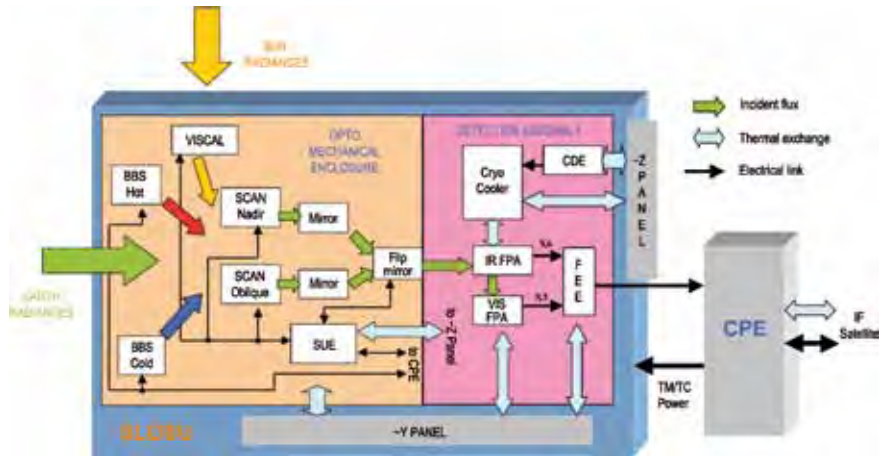 SUN
RADIANCES
VISCAL
OPTO
MECHANICAL
ENCLOSURE
DETECTION ASSEMBLY
Incident flux
Thermal exchange
Electrical link
BBS
Hot
SCAN
Nadir
Mirror
Cryo
Cooler
CDE
-Z PANEL
EARTH
RADIANCES
SCAN
Oblique
Mirror
Flip
mirror
IR FPA
VIS
FPA
FEE
BBS
Cold
SUE
to CPE
to -Z Panel
CPE
IF
Satellite
TM/TC
Power
SLOSU
-Y PANEL